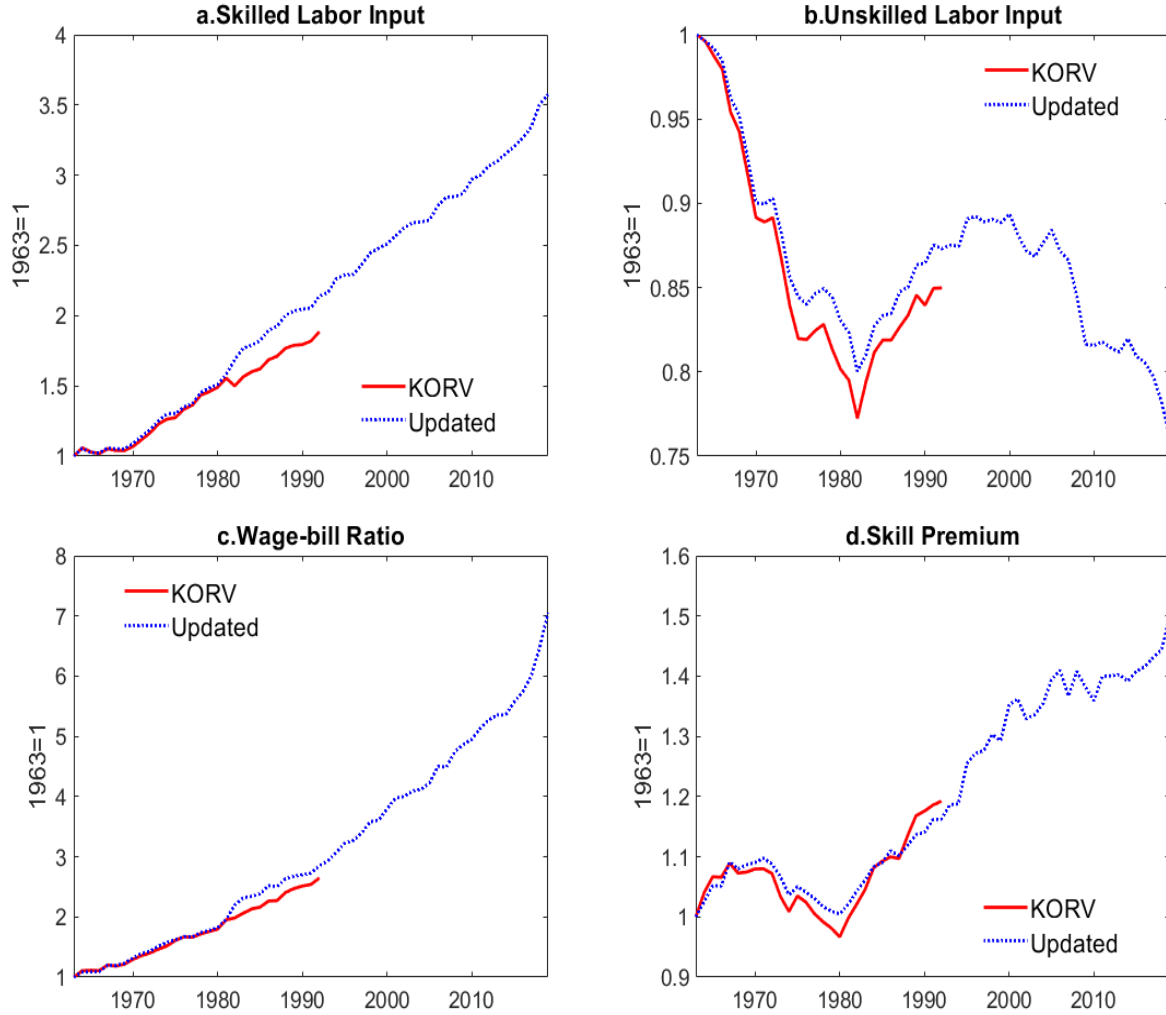 a.Skilled Labor Input
4
3.5
3
2.5
2
1.5
1
1963=1
KORV
Updated
1970 1980 1990 2000 2010
b.Unskilled Labor Input
1
0.95
0.9
0.85
0.8
0.75
1963=1
KORV
Updated
1970 1980 1990 2000 2010
c.Wage-bill Ratio
8
7
6
5
4
3
2
1
1963=1
KORV
Updated
1970 1980 1990 2000 2010
d.Skill Premium
1.6
1.5
1.4
1.3
1.2
1.1
1
0.9
1963=1
KORV
Updated
1970 1980 1990 2000 2010